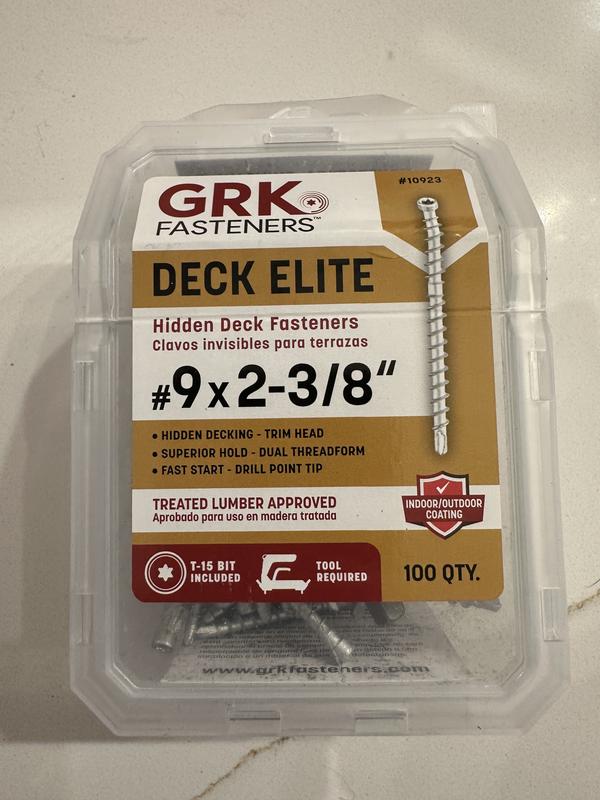 #10923
GRK
FASTENERS™
DECK ELITE
Hidden Deck Fasteners
Clavos invisibles para terrazas
#9x2-3/8“
• HIDDEN DECKING - TRIM HEAD
• SUPERIOR HOLD - DUAL THREADFORM
• FAST START - DRILL POINT TIP
TREATED LUMBER APPROVED
Aprobado para uso en madera tratada
INDOOR/OUTDOOR
COATING
T-15 BIT
INCLUDED
TOOL
REQUIRED
100 QTY.
www.grkfasteners.com